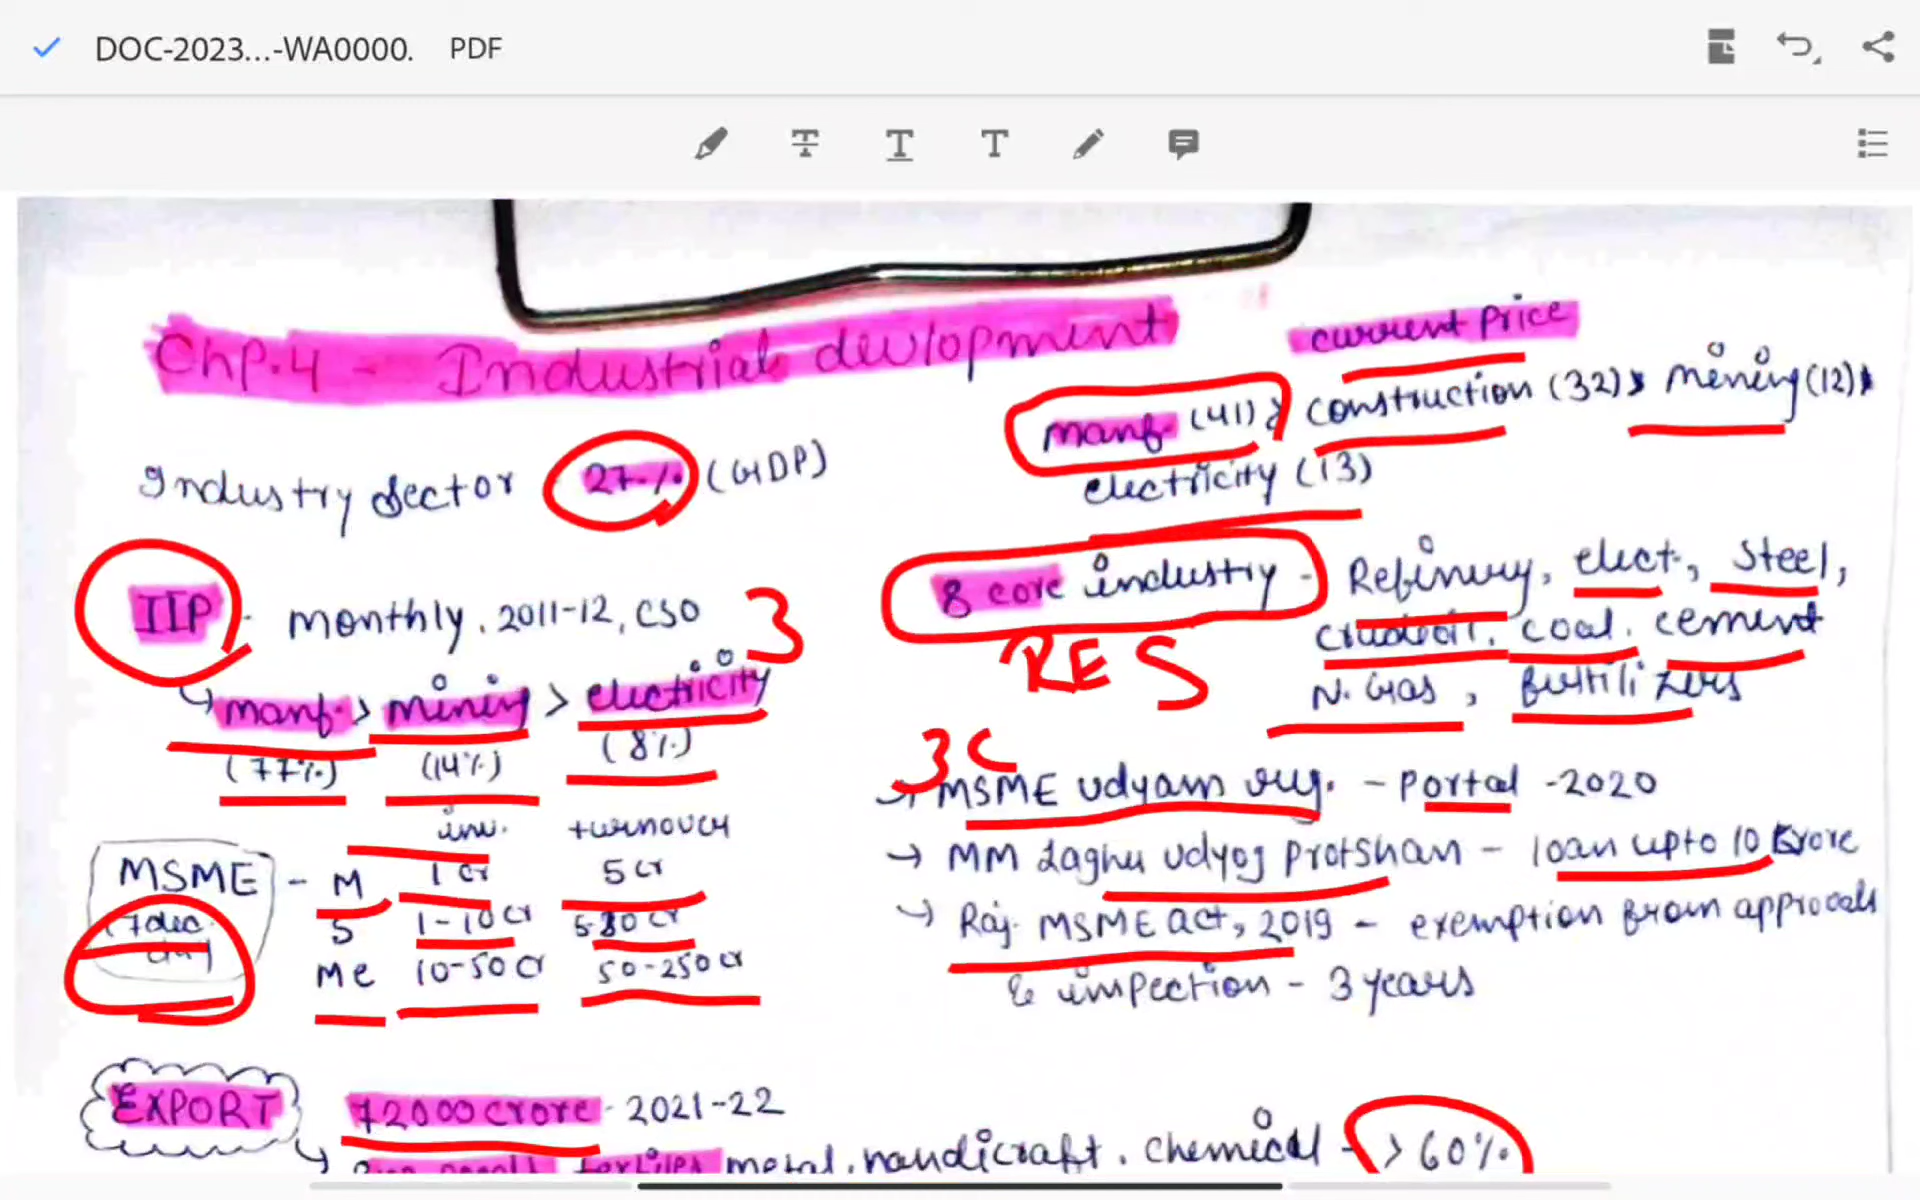 DOC-2023...-WA0000. PDF
Chp.4 - Industrial devlopment
current price
manf. (41) > construction (32) > mining (12) >
electricity (13)
Industry Sector 27% (GDP)
IIP - monthly, 2011-12, CSO 3
manf. > mining > electricity
(77%) (14%) (8%)
8 core industry - Refinery, elect., Steel,
crudeoil, coal, cement
N. Gas, fertilizers
RES
3C
inv. turnover
MSME - M 1 cr 5 cr
S 1-10 cr
Me 10-50 cr 50-250 cr
→ MSME udyam reg. - Portal - 2020
→ MM Laghu Udyog Protshan - loan upto 10 crore
→ Raj. MSME act, 2019 - exemption from approvals
& inspection - 3 years
EXPORT 72000 crore - 2021-22
textiles metal, handicraft, chemical - > 60%